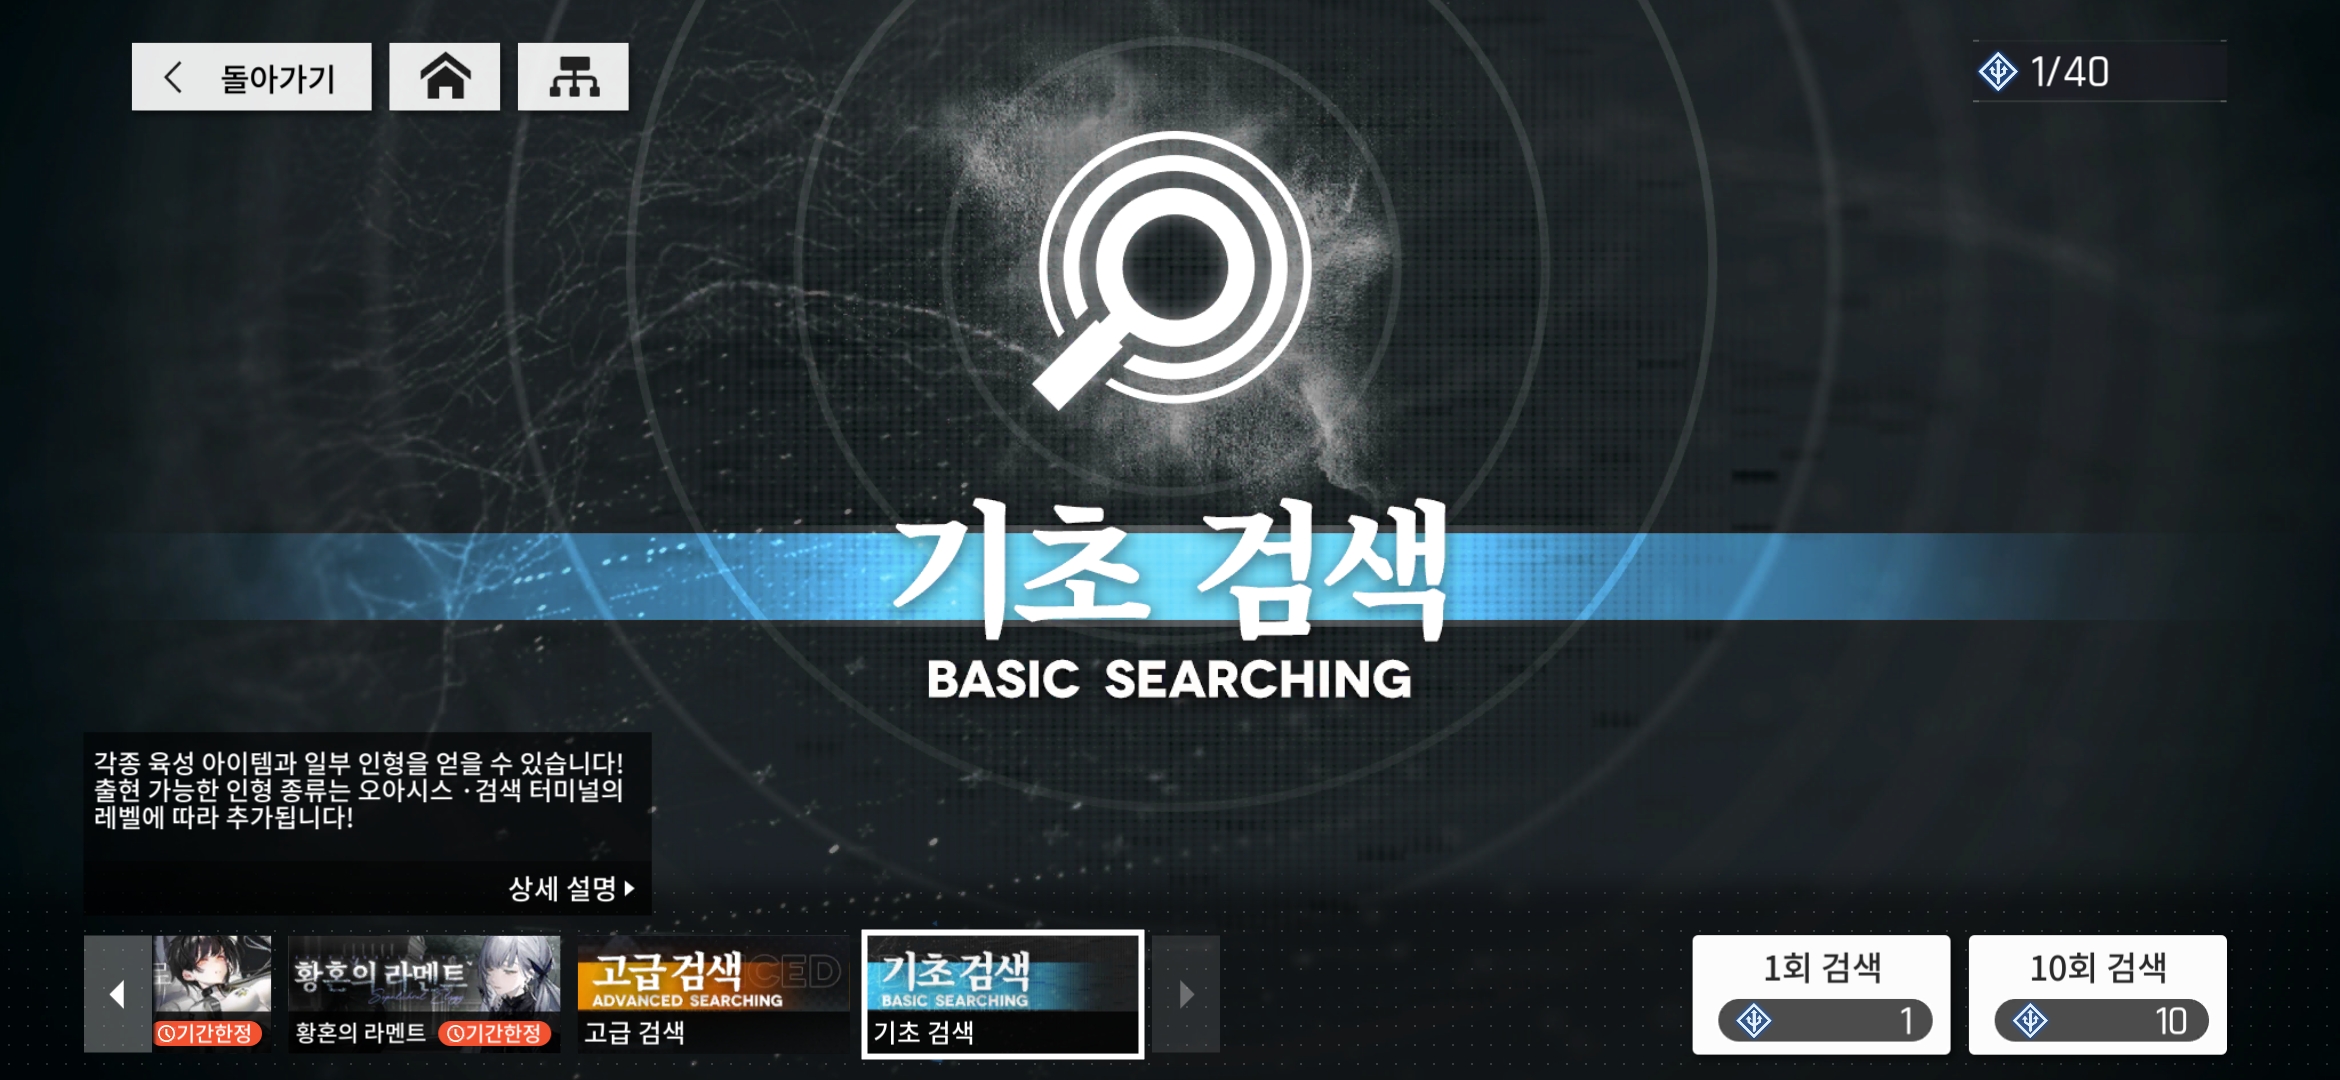 돌아가기
1/40
기초 검색
BASIC SEARCHING
각종 육성 아이템과 일부 인형을 얻을 수 있습니다!
출현 가능한 인형 종류는 오아시스 · 검색 터미널의
레벨에 따라 추가됩니다!
상세 설명
기간한정
황혼의 라멘트
황혼의 라멘트
기간한정
고급 검색
ADVANCED SEARCHING
고급 검색
기초 검색
BASIC SEARCHING
기초 검색
1회 검색
1
10회 검색
10